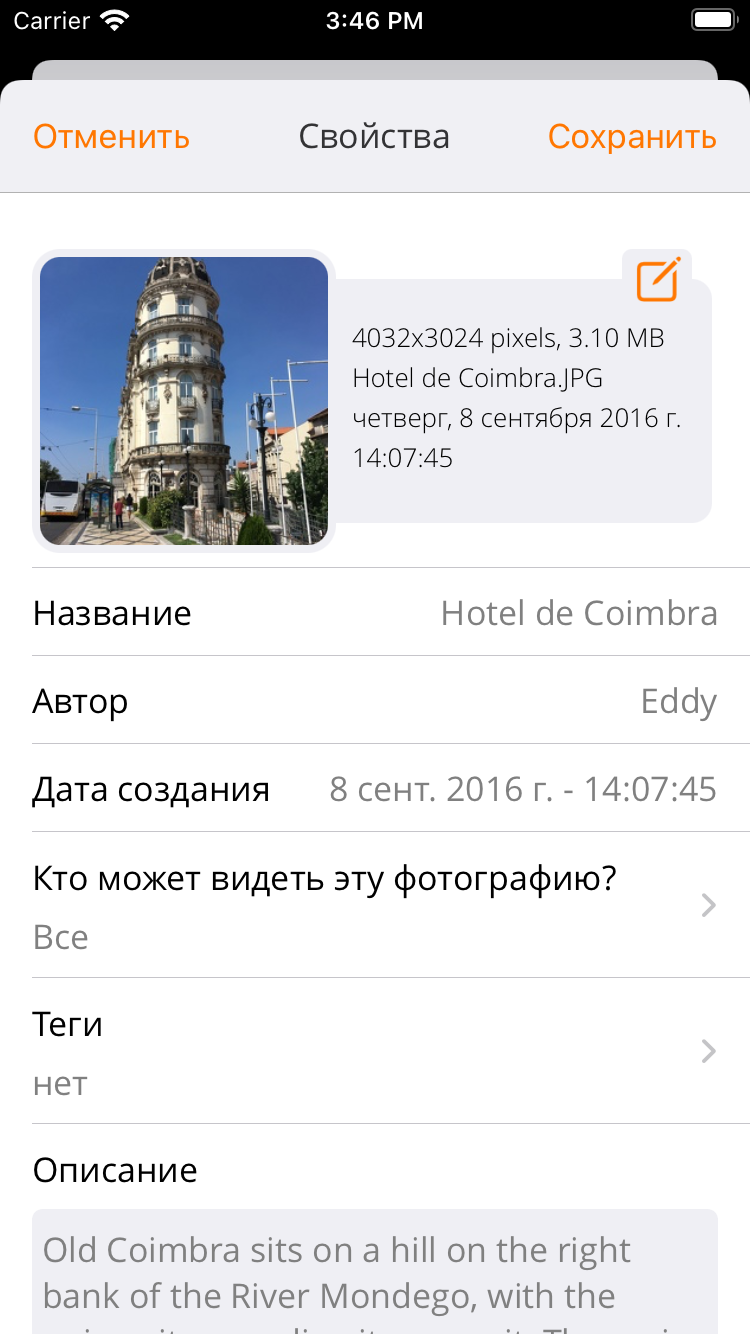 Carrier 3:46 PM
Отменить Свойства Сохранить
4032x3024 pixels, 3.10 MB
Hotel de Coimbra.JPG
четверг, 8 сентября 2016 г.
14:07:45
Название Hotel de Coimbra
Автор Eddy
Дата создания 8 сент. 2016 г. - 14:07:45
Кто может видеть эту фотографию?
Все
Теги
нет
Описание
Old Coimbra sits on a hill on the right
bank of the River Mondego, with the